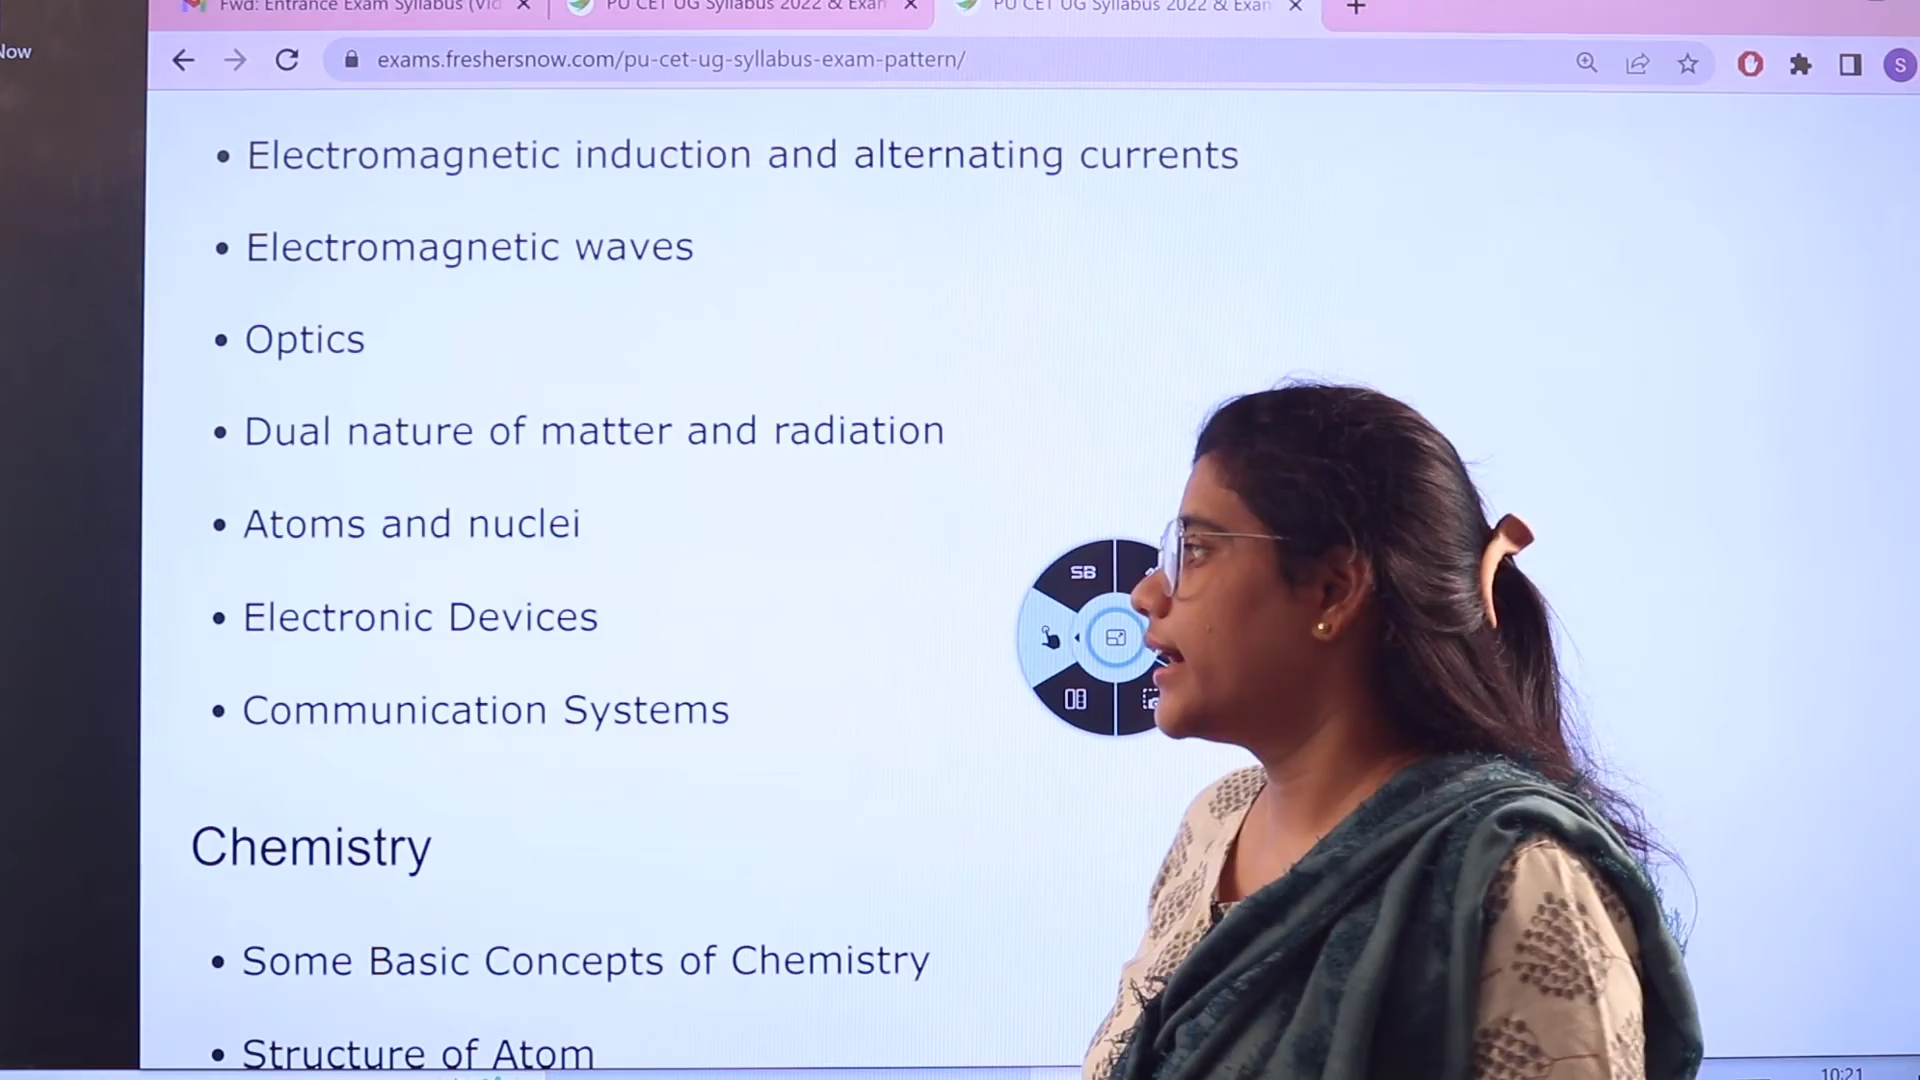 Fwd: Entrance Exam Syllabus (Vid
PU CET UG Syllabus 2022 & Exam
PU CET UG Syllabus 2022 & Exam
Now
exams.freshersnow.com/pu-cet-ug-syllabus-exam-pattern/
S
• Electromagnetic induction and alternating currents
• Electromagnetic waves
• Optics
• Dual nature of matter and radiation
• Atoms and nuclei
SB
• Electronic Devices
• Communication Systems
Chemistry
• Some Basic Concepts of Chemistry
• Structure of Atom
10:21